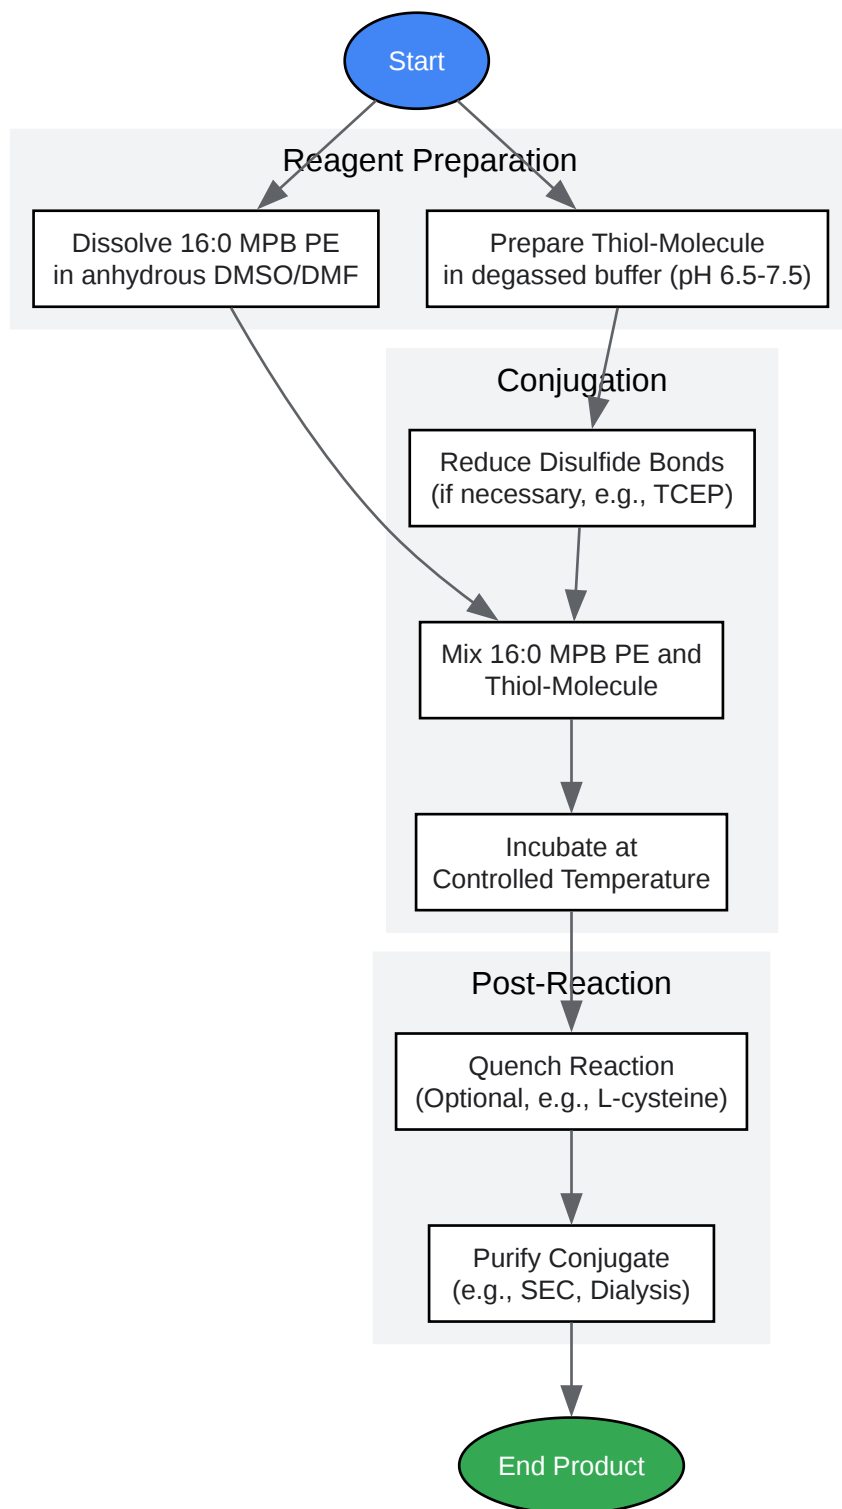 Start
Reagent Preparation
Dissolve 16:0 MPB PE
in anhydrous DMSO/DMF
Prepare Thiol-Molecule
in degassed buffer (pH 6.5-7.5)
Conjugation
Reduce Disulfide Bonds
(if necessary, e.g., TCEP)
Mix 16:0 MPB PE and
Thiol-Molecule
Incubate at
Controlled Temperature
Post-Reaction
Quench Reaction
(Optional, e.g., L-cysteine)
Purify Conjugate
(e.g., SEC, Dialysis)
End Product